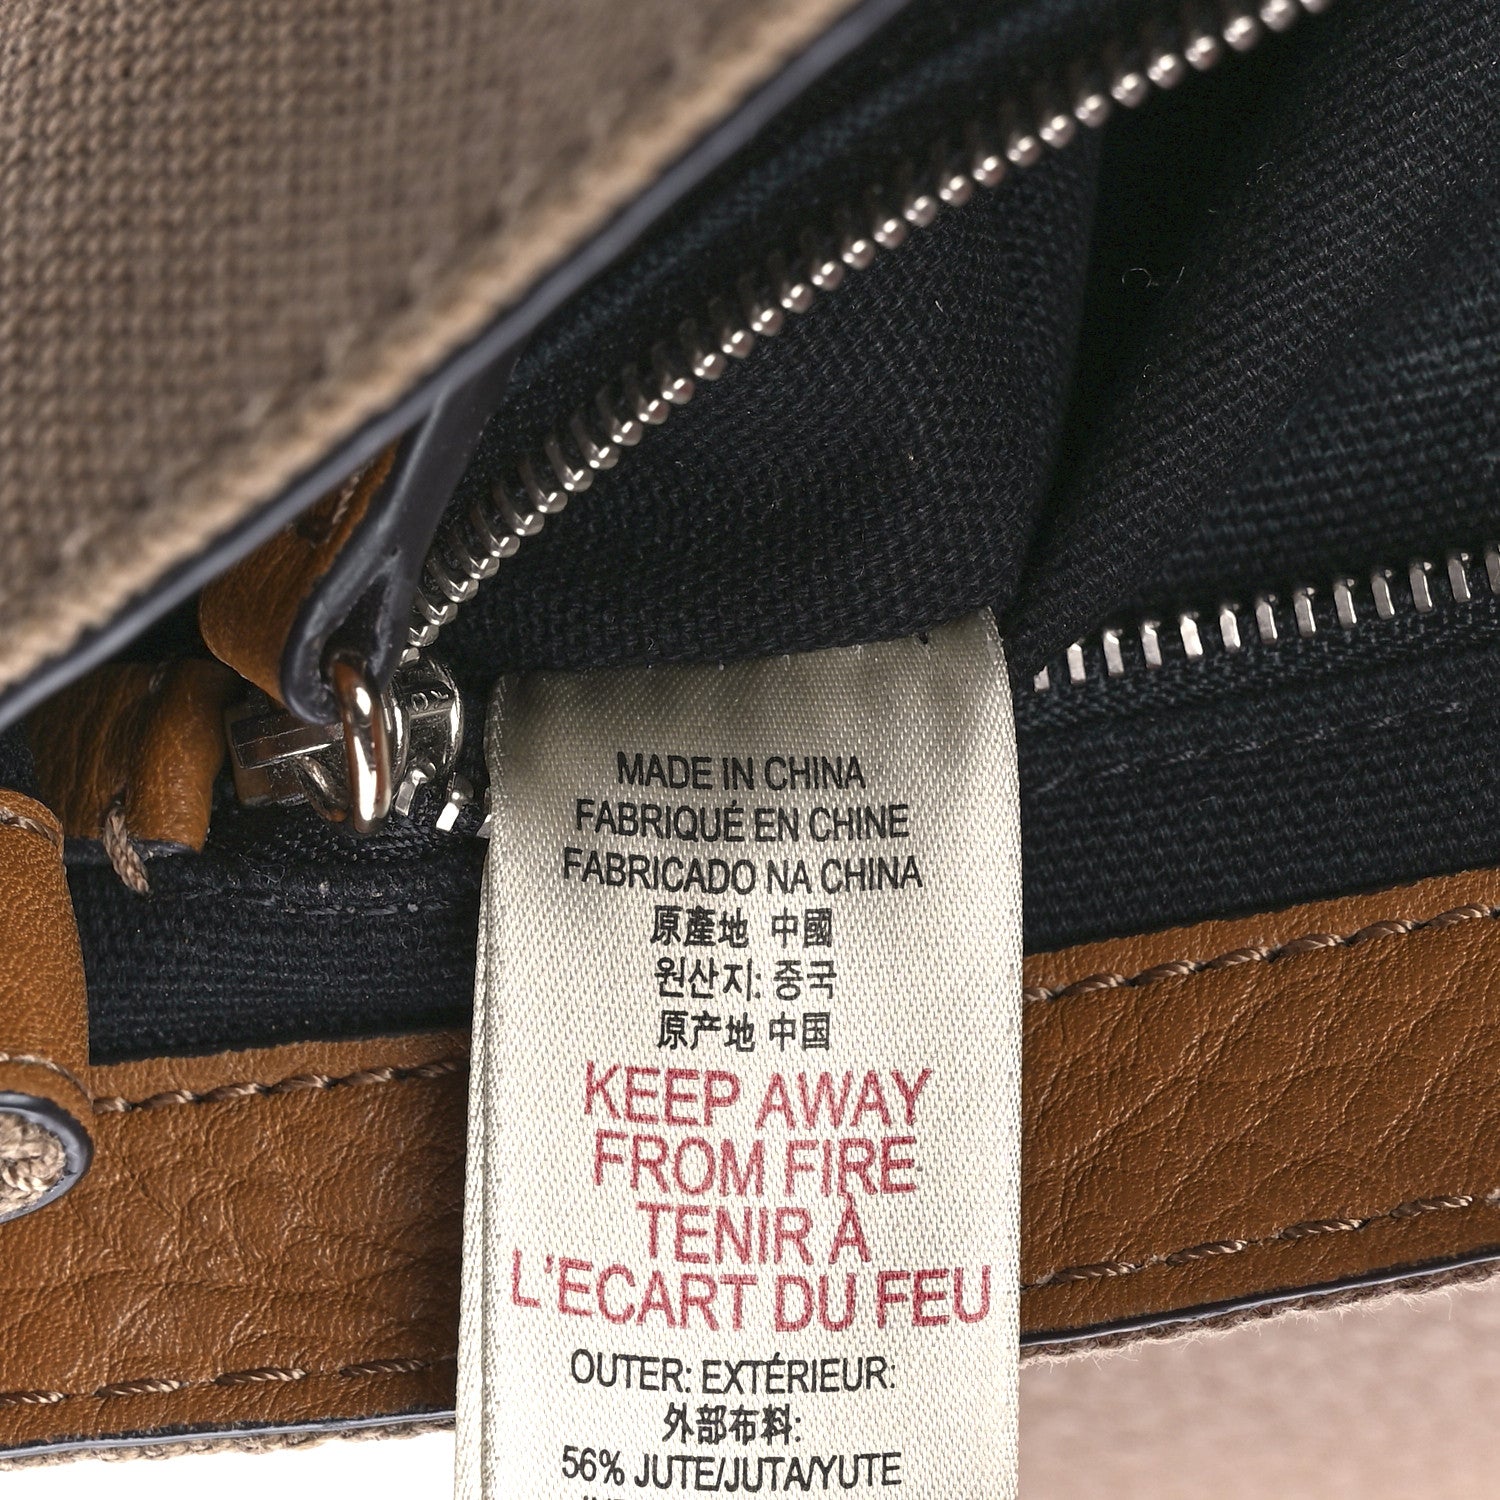 MADE IN CHINA
FABRIQUÉ EN CHINE
FABRICADO NA CHINA
原產地 中國
원산지: 중국
原产地 中国
KEEP AWAY
FROM FIRE
TENIR À
L'ECART DU FEU
OUTER: EXTÉRIEUR:
外部布料:
56% JUTE/JUTA/YUTE